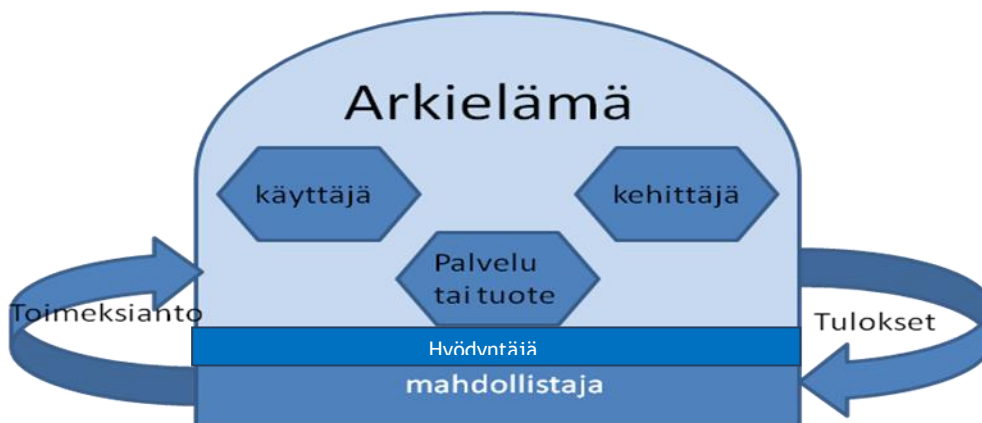 Arkielämä
käyttäjä
kehittäjä
Palvelu
tai tuote
Toimeksianto
Tulokset
Hyödyntäjä
mahdollistaja